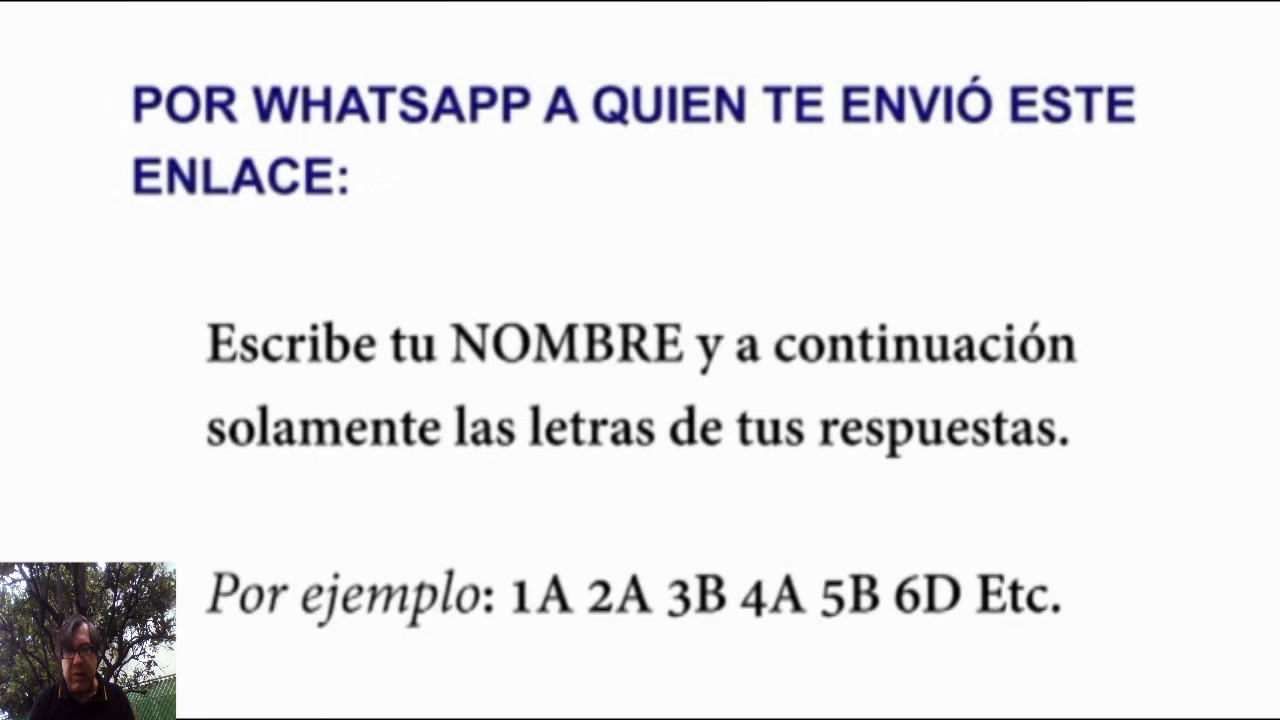 POR WHATSAPP A QUIEN TE ENVIÓ ESTE
ENLACE:
Escribe tu NOMBRE y a continuación
solamente las letras de tus respuestas.
Por ejemplo: 1A 2A 3B 4A 5B 6D Etc.